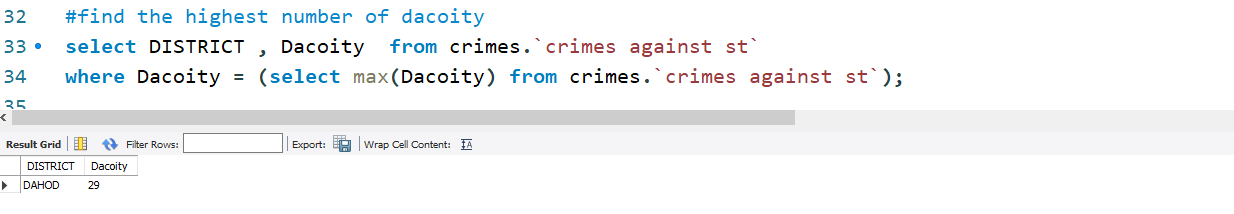 32 #find the highest number of dacoity
33 select DISTRICT , Dacoity from crimes.`crimes against st`
34 where Dacoity = (select max(Dacoity) from crimes.`crimes against st`);
35
Result Grid Filter Rows: Export: Wrap Cell Content:
DISTRICT Dacoity
DAHOD 29